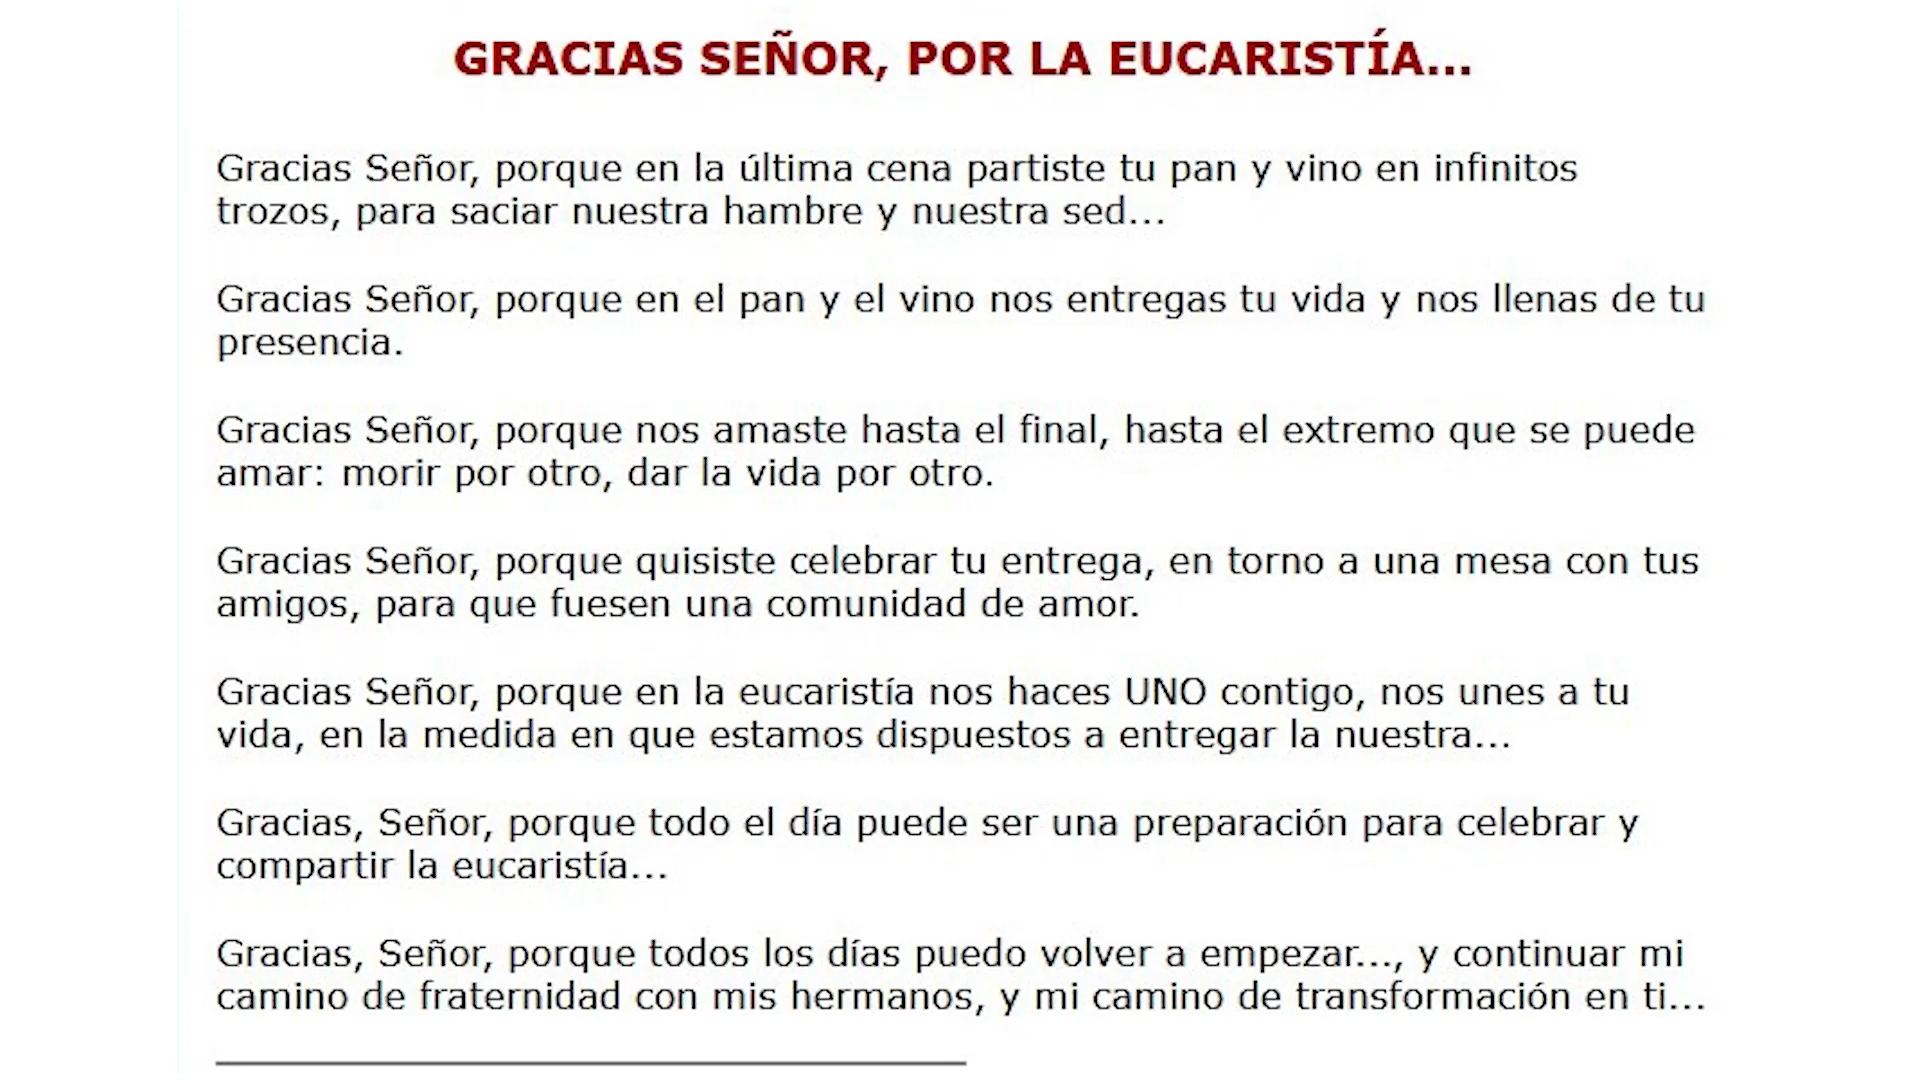 GRACIAS SEÑOR, POR LA EUCARISTÍA...
Gracias Señor, porque en la última cena partiste tu pan y vino en infinitos
trozos, para saciar nuestra hambre y nuestra sed...
Gracias Señor, porque en el pan y el vino nos entregas tu vida y nos llenas de tu
presencia.
Gracias Señor, porque nos amaste hasta el final, hasta el extremo que se puede
amar: morir por otro, dar la vida por otro.
Gracias Señor, porque quisiste celebrar tu entrega, en torno a una mesa con tus
amigos, para que fuesen una comunidad de amor.
Gracias Señor, porque en la eucaristía nos haces UNO contigo, nos unes a tu
vida, en la medida en que estamos dispuestos a entregar la nuestra...
Gracias, Señor, porque todo el día puede ser una preparación para celebrar y
compartir la eucaristía...
Gracias, Señor, porque todos los días puedo volver a empezar..., y continuar mi
camino de fraternidad con mis hermanos, y mi camino de transformación en ti...